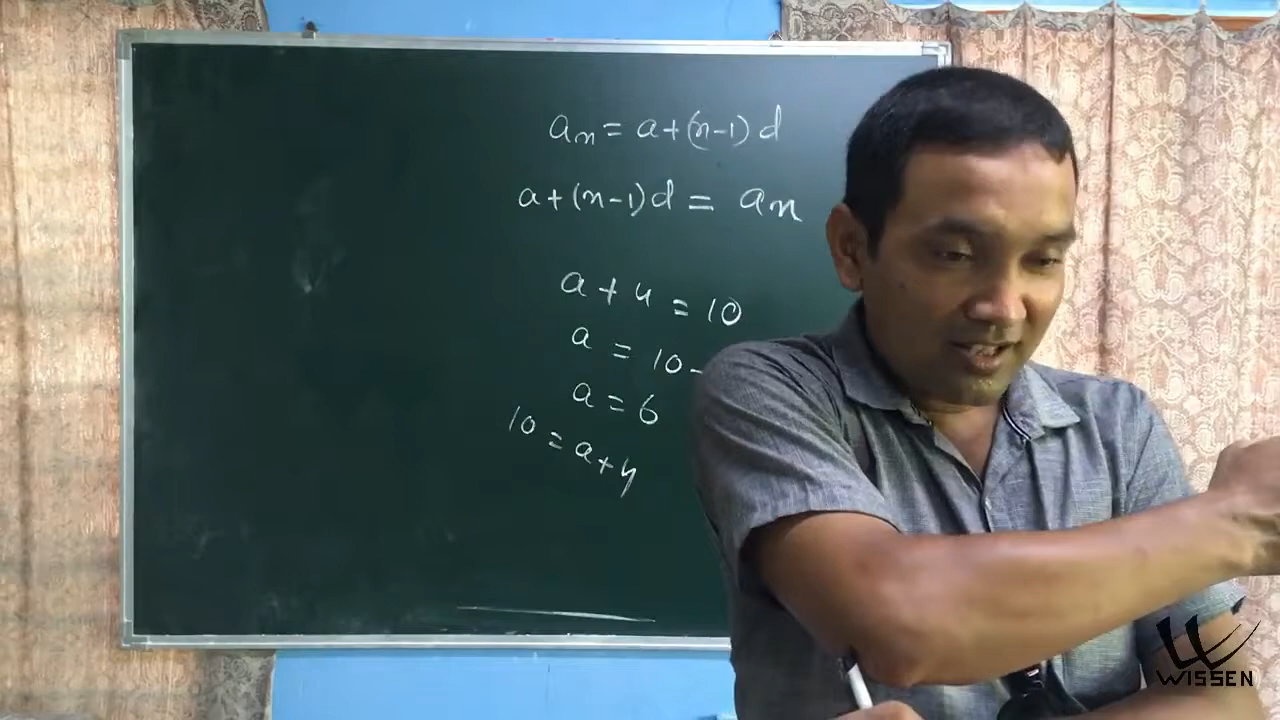 aₙ = a+(n-1) d
a+(n-1)d = aₙ
a + 4 = 10
a = 10-
a = 6
10 = a+4
WISSEN